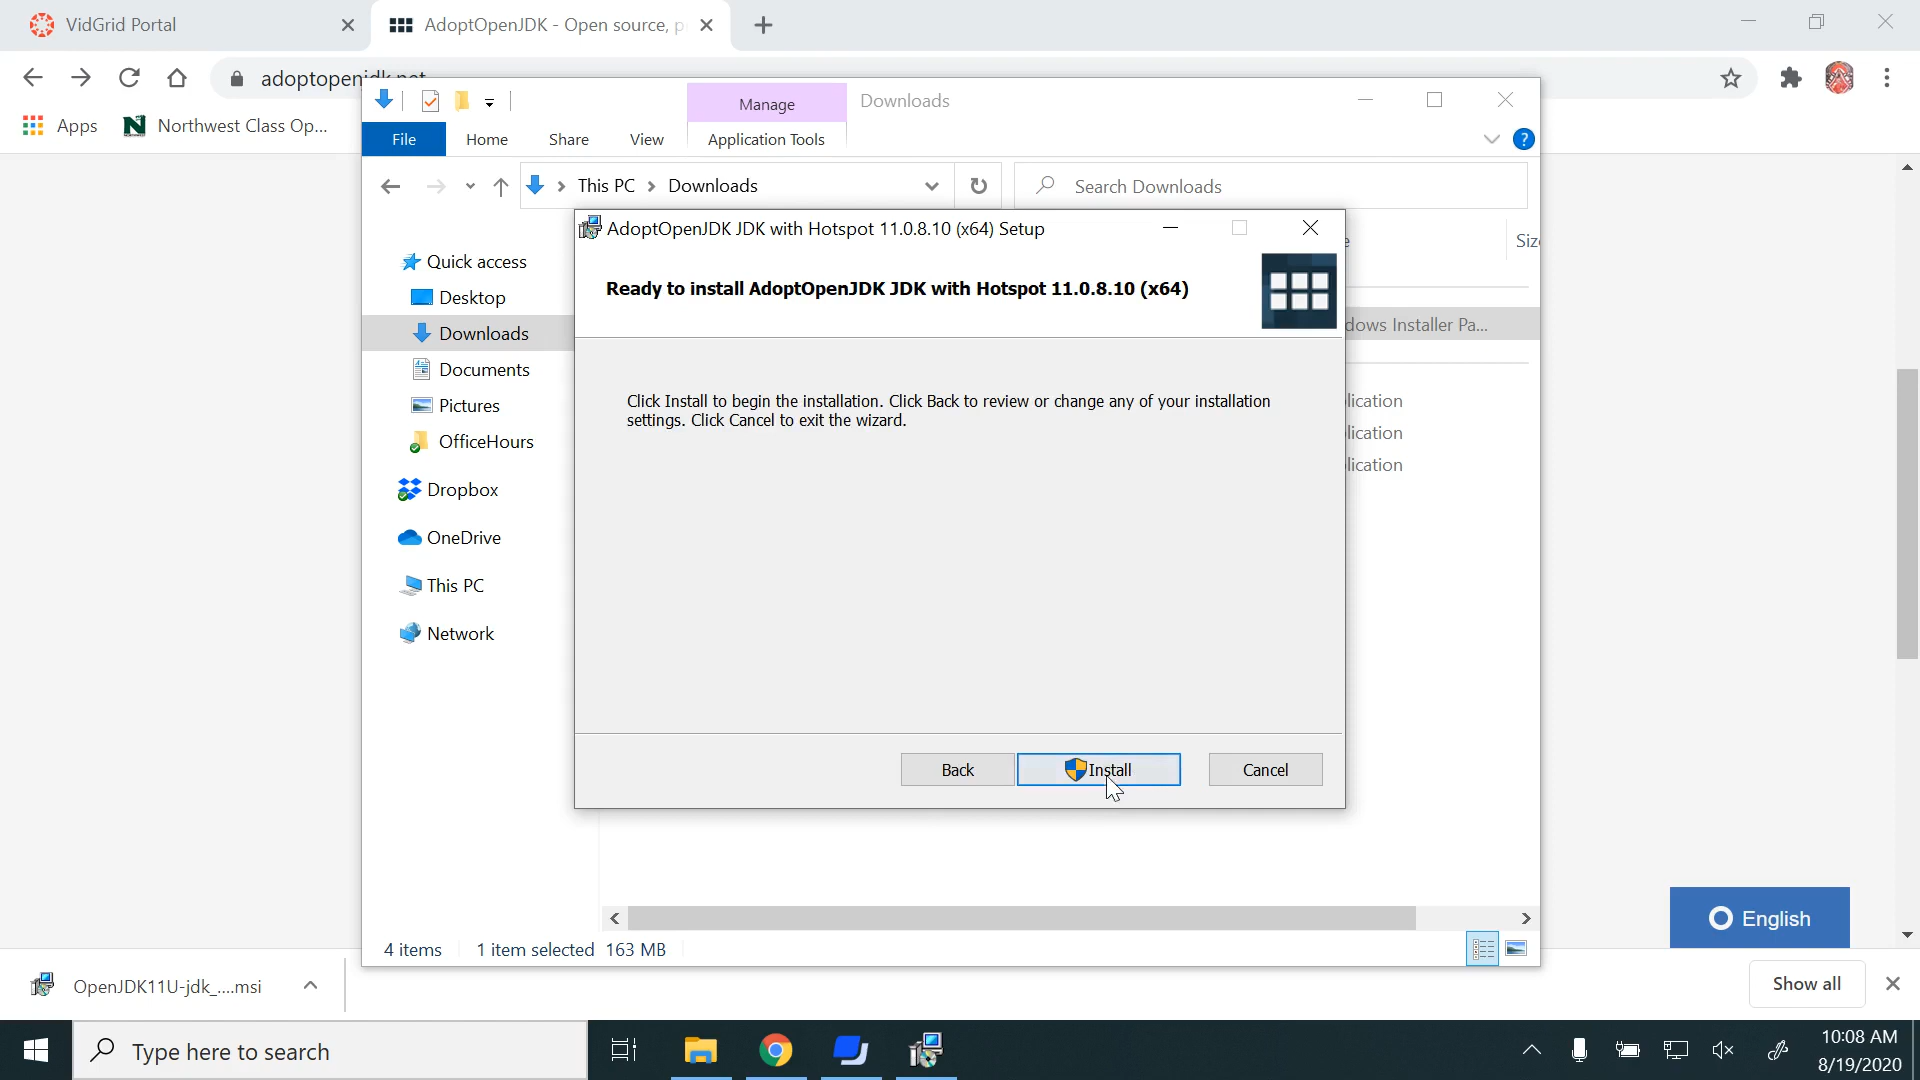 VidGrid Portal
AdoptOpenJDK - Open source, p
Apps
Northwest Class Op...
Manage
Downloads
File
Home
Share
View
Application Tools
This PC
Downloads
Search Downloads
Quick access
Desktop
Downloads
Documents
Pictures
OfficeHours
Dropbox
OneDrive
This PC
Network
AdoptOpenJDK JDK with Hotspot 11.0.8.10 (x64) Setup
Ready to install AdoptOpenJDK JDK with Hotspot 11.0.8.10 (x64)
Click Install to begin the installation. Click Back to review or change any of your installation
settings. Click Cancel to exit the wizard.
Back
Install
Cancel
Siz
dows Installer Pa...
lication
lication
lication
English
4 items
1 item selected 163 MB
OpenJDK11U-jdk_....msi
Show all
Type here to search
10:08 AM
8/19/2020